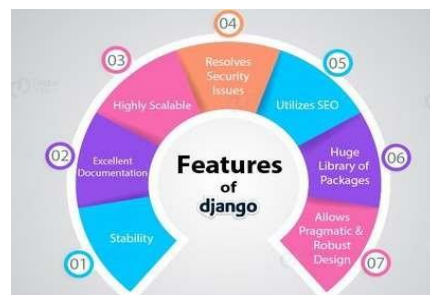 01
Stability
02
Excellent
Documentation
03
Highly Scalable
04
Resolves
Security
Issues
05
Utilizes SEO
06
Huge
Library of
Packages
07
Allows
Pragmatic &
Robust
Design
Features
of
django